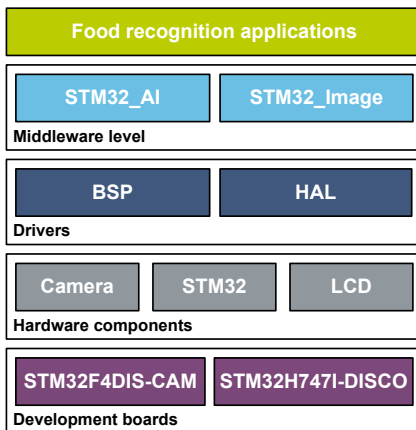 Food recognition applications
STM32_AI STM32_Image
Middleware level
BSP HAL
Drivers
Camera STM32 LCD
Hardware components
STM32F4DIS-CAM STM32H747I-DISCO
Development boards